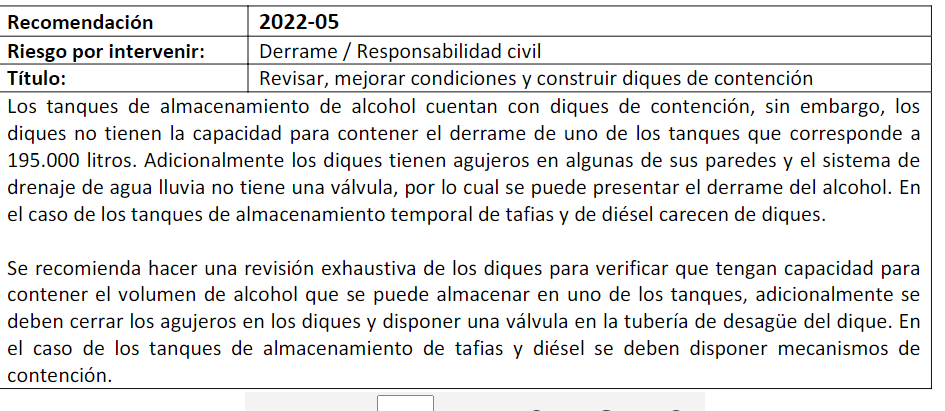 Recomendación 2022-05
Riesgo por intervenir: Derrame / Responsabilidad civil
Título: Revisar, mejorar condiciones y construir diques de contención
Los tanques de almacenamiento de alcohol cuentan con diques de contención, sin embargo, los
diques no tienen la capacidad para contener el derrame de uno de los tanques que corresponde a
195.000 litros. Adicionalmente los diques tienen agujeros en algunas de sus paredes y el sistema de
drenaje de agua lluvia no tiene una válvula, por lo cual se puede presentar el derrame del alcohol. En
el caso de los tanques de almacenamiento temporal de tafias y de diésel carecen de diques.
Se recomienda hacer una revisión exhaustiva de los diques para verificar que tengan capacidad para
contener el volumen de alcohol que se puede almacenar en uno de los tanques, adicionalmente se
deben cerrar los agujeros en los diques y disponer una válvula en la tubería de desagüe del dique. En
el caso de los tanques de almacenamiento de tafias y diésel se deben disponer mecanismos de
contención.